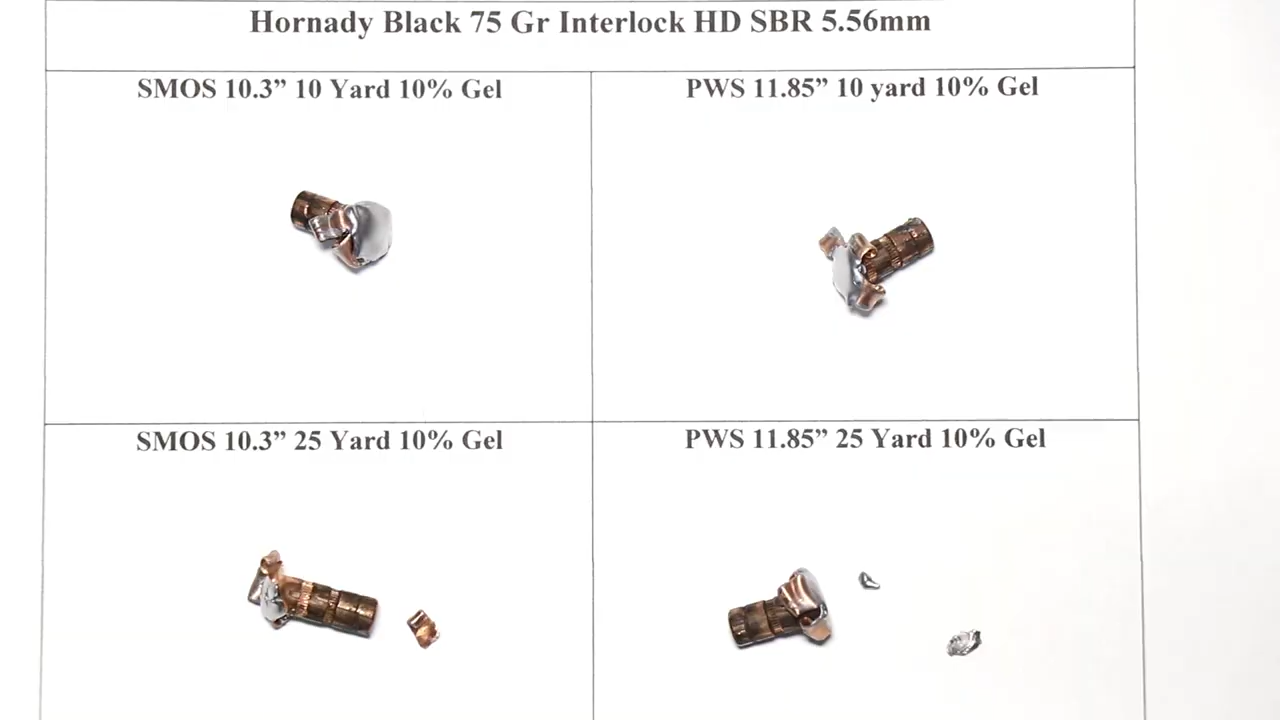 Hornady Black 75 Gr Interlock HD SBR 5.56mm
SMOS 10.3” 10 Yard 10% Gel
PWS 11.85” 10 yard 10% Gel
SMOS 10.3” 25 Yard 10% Gel
PWS 11.85” 25 Yard 10% Gel